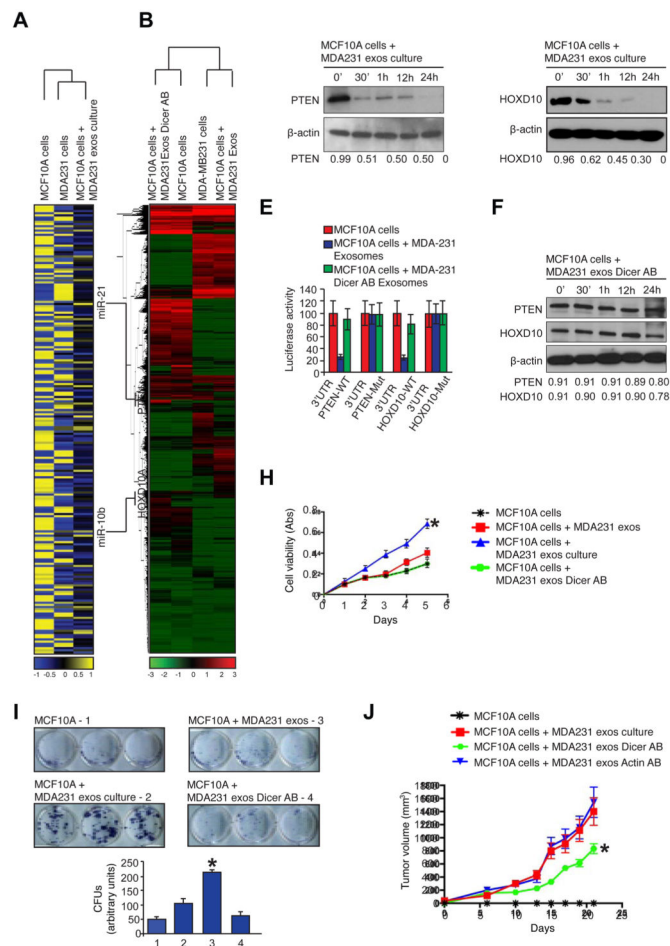 A
B
MCF10A cells
MDA231 cells
MCF10A cells +
MDA231 exos culture
MCF10A cells +
MDA231Exos Dicer AB
MCF10A cells
MDA-MB231 cells
MCF10A cells +
MDA231 Exos
miR-21
PTEN
HOXD10A
miR-10b
-1 -0.5 0 0.5 1
-3 -2 -1 0 1 2 3
MCF10A cells +
MDA231 exos culture
0' 30' 1h 12h 24h
PTEN
β-actin
PTEN 0.99 0.51 0.50 0.50 0
MCF10A cells +
MDA231 exos culture
0' 30' 1h 12h 24h
HOXD10
β-actin
HOXD10 0.96 0.62 0.45 0.30 0
E
MCF10A cells
MCF10A cells + MDA-231
Exosomes
MCF10A cells + MDA-231
Dicer AB Exosomes
Luciferase activity
140
120
100
80
60
40
20
0
3'UTR
PTEN-WT
3'UTR
PTEN-Mut
3'UTR
HOXD10-WT
3'UTR
HOXD10-Mut
F
MCF10A cells +
MDA231 exos Dicer AB
0' 30' 1h 12h 24h
PTEN
HOXD10
β-actin
PTEN 0.91 0.91 0.91 0.89 0.80
HOXD10 0.91 0.90 0.91 0.90 0.78
H
Cell viability (Abs)
0 1 2 3 4 5
Days
*
MCF10A cells
MCF10A cells + MDA231 exos
MCF10A cells +
MDA231 exos culture
MCF10A cells +
MDA231 exos Dicer AB
I
MCF10A - 1
MCF10A + MDA231 exos - 3
MCF10A +
MDA231 exos culture - 2
MCF10A +
MDA231 exos Dicer AB - 4
CFUs
(arbitrary units)
250
200
150
100
50
0
*
1 2 3 4
J
MCF10A cells
MCF10A cells + MDA231 exos culture
MCF10A cells + MDA231 exos Dicer AB
MCF10A cells + MDA231 exos Actin AB
Tumor volume (mm³)
*
Days